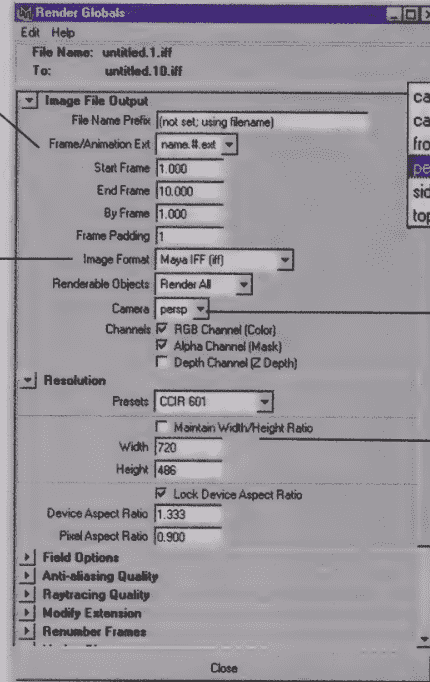 Render Globals
Edit Help
File Name: untitled.1.iff
To: untitled.10.iff
Image File Output
File Name Prefix (not set; using filename)
Frame/Animation Ext name.#.ext
Start Frame 1.000
End Frame 10.000
By Frame 1.000
Frame Padding 1
Image Format Maya IFF (iff)
Renderable Objects Render All
Camera persp
Channels RGB Channel (Color)
Alpha Channel (Mask)
Depth Channel (Z Depth)
Resolution
Presets CCIR 601
Maintain Width/Height Ratio
Width 720
Height 486
Lock Device Aspect Ratio
Device Aspect Ratio 1.333
Pixel Aspect Ratio 0.900
Field Options
Anti-aliasing Quality
Raytracing Quality
Modify Extension
Renumber Frames
Close
ca
ca
fro
pe
sid
top